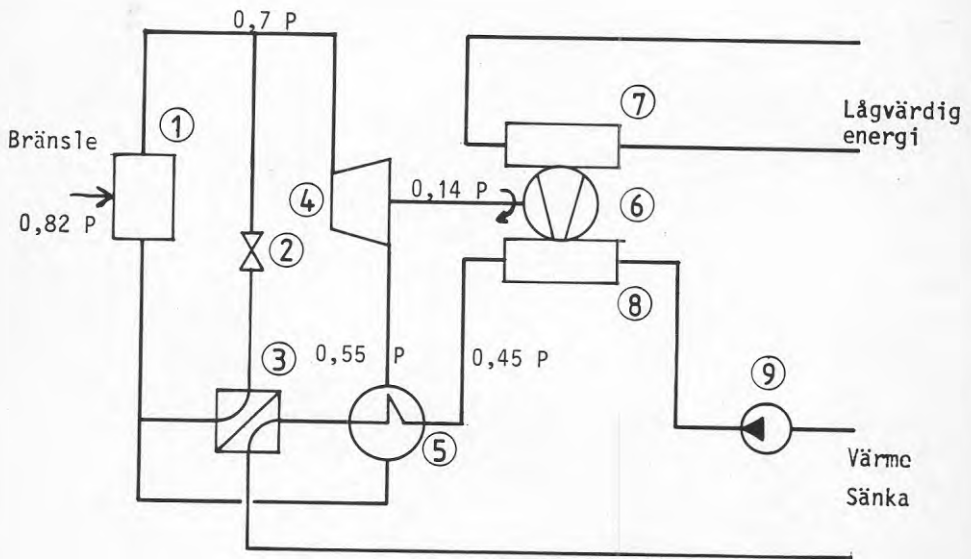 0,7 P
①
⑦
Bränsle
Lågvärdig
energi
④
0,14 P
⑥
0,82 P
②
⑧
③
0,55 P
0,45 P
⑨
⑤
Värme
Sänka